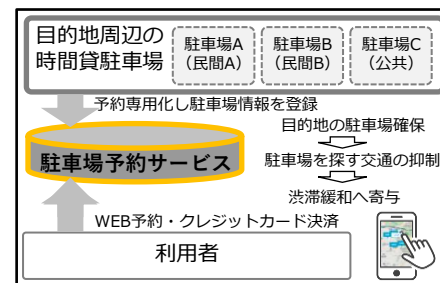 目的地周辺の
時間貸駐車場
駐車場A
（民間A）
駐車場B
（民間B）
駐車場C
（公共）
予約専用化し駐車場情報を登録
目的地の駐車場確保
駐車場予約サービス
駐車場を探す交通の抑制
渋滞緩和へ寄与
WEB予約・クレジットカード決済
利用者